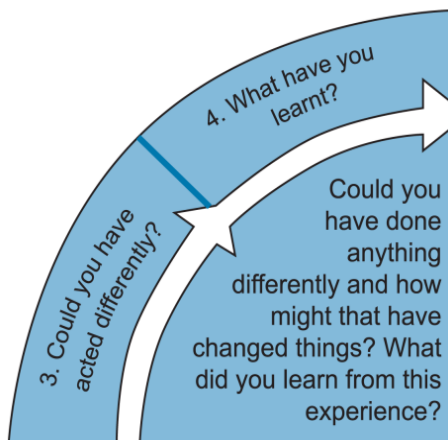 4. What have you
learnt?
3. Could you have
acted differently?
Could you
have done
anything
differently and how
might that have
changed things? What
did you learn from this
experience?